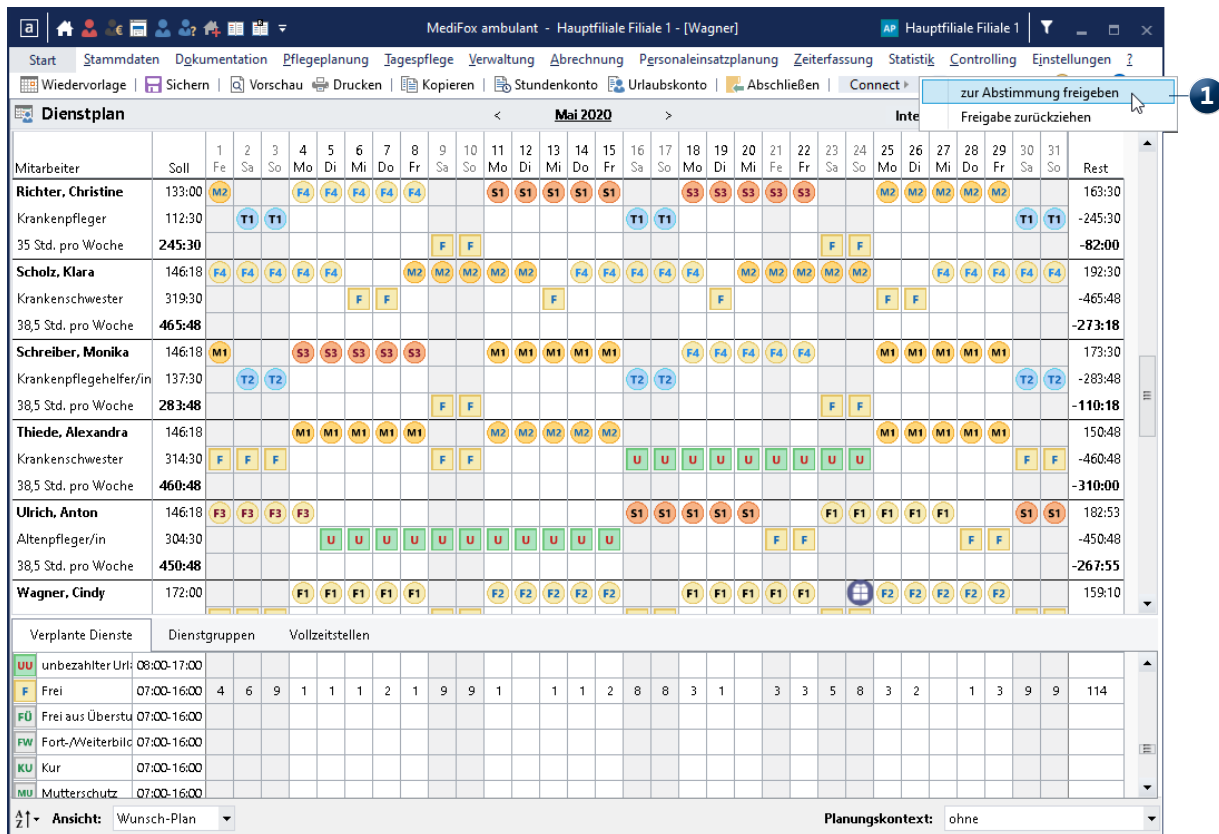 a MediFox ambulant - Hauptfiliale Filiale 1 - [Wagner] AP Hauptfiliale Filiale 1
Start Stammdaten Dokumentation Pflegeplanung Tagespflege Verwaltung Abrechnung Personaleinsatzplanung Zeiterfassung Statistik Controlling Einstellungen ?
Wiedervorlage Sichern Vorschau Drucken Kopieren Stundenkonto Urlaubskonto Abschließen Connect
zur Abstimmung freigeben 1
Freigabe zurückziehen
Dienstplan < Mai 2020 > Inte
1 2 3 4 5 6 7 8 9 10 11 12 13 14 15 16 17 18 19 20 21 22 23 24 25 26 27 28 29 30 31
Mitarbeiter Soll Fe Sa So Mo Di Mi Do Fr Sa So Mo Di Mi Do Fr Sa So Mo Di Mi Fe Fr Sa So Mo Di Mi Do Fr Sa So Rest
Richter, Christine 133:00 M2 F4 F4 F4 F4 F4 S1 S1 S1 S1 S1 S3 S3 S3 S3 S3 M2 M2 M2 M2 M2 163:30
Krankenpfleger 112:30 T1 T1 T1 T1 T1 T1 -245:30
35 Std. pro Woche 245:30 F F F F -82:00
Scholz, Klara 146:18 F4 F4 F4 F4 F4 M2 M2 M2 M2 M2 F4 F4 F4 F4 F4 M2 M2 M2 M2 M2 F4 F4 F4 F4 F4 192:30
Krankenschwester 319:30 F F F F F F -465:48
38,5 Std. pro Woche 465:48 -273:18
Schreiber, Monika 146:18 M1 S3 S3 S3 S3 S3 M1 M1 M1 M1 M1 F4 F4 F4 F4 F4 M1 M1 M1 M1 M1 173:30
Krankenpflegehelfer/in 137:30 T2 T2 T2 T2 T2 T2 -283:48
38,5 Std. pro Woche 283:48 F F F F -110:18
Thiede, Alexandra 146:18 M1 M1 M1 M1 M1 M2 M2 M2 M2 M2 M1 M1 M1 M1 M1 150:48
Krankenschwester 314:30 F F F F F U U U U U U U U U F F -460:48
38,5 Std. pro Woche 460:48 -310:00
Ulrich, Anton 146:18 F3 F3 F3 F3 S1 S1 S1 S1 S1 F1 F1 F1 F1 F1 S1 S1 182:53
Altenpfleger/in 304:30 U U U U U U U U U U U F F F F -450:48
38,5 Std. pro Woche 450:48 -267:55
Wagner, Cindy 172:00 F1 F1 F1 F1 F1 F2 F2 F2 F2 F2 F1 F1 F1 F1 F1 F2 F2 F2 F2 F2 159:10
Verplante Dienste Dienstgruppen Vollzeitstellen
UU unbezahlter Url 08:00-17:00
F Frei 07:00-16:00 4 6 9 1 1 1 2 1 9 9 1 1 1 2 8 8 3 1 3 3 5 8 3 2 1 3 9 9 114
FÜ Frei aus Überstu 07:00-16:00
FW Fort-/Weiterbild 07:00-16:00
KU Kur 07:00-16:00
MU Mutterschutz 07:00-16:00
Ansicht: Wunsch-Plan Planungskontext: ohne